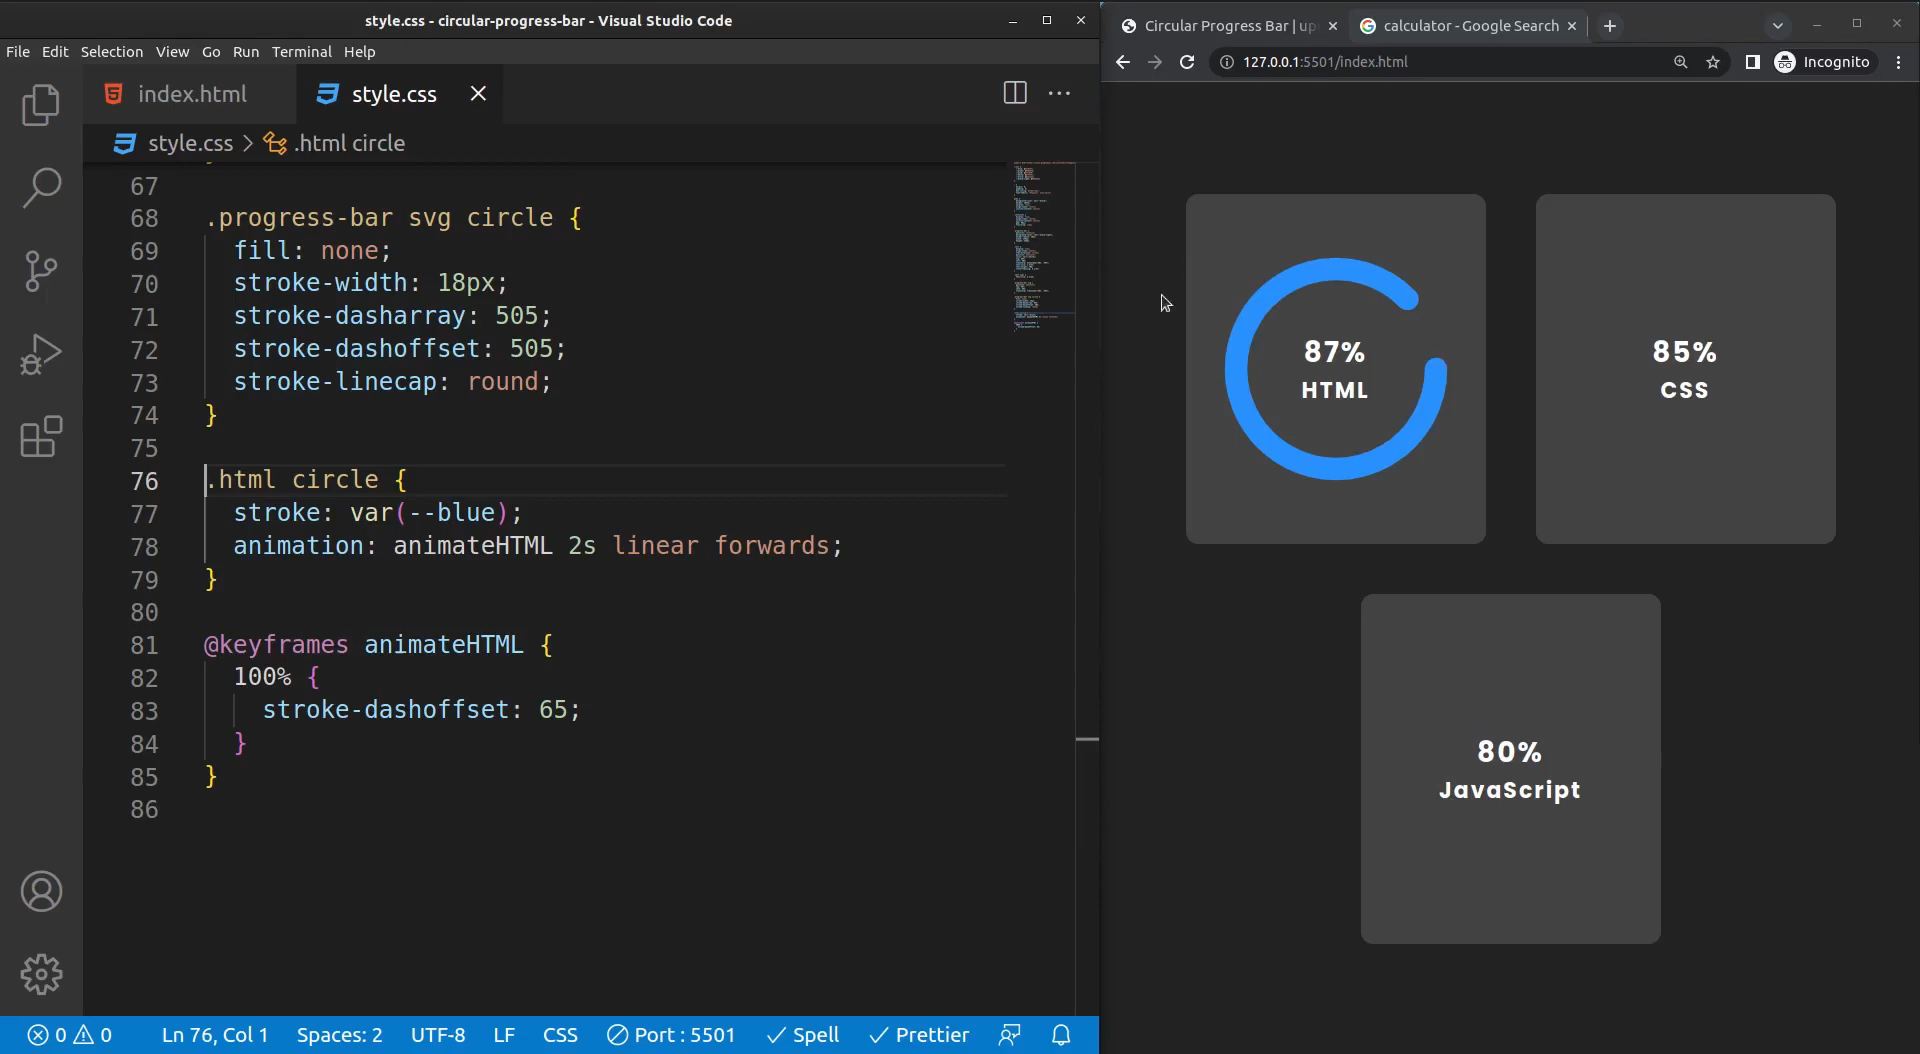 style.css - circular-progress-bar - Visual Studio Code
File Edit Selection View Go Run Terminal Help
index.html style.css
style.css > .html circle
67
68 .progress-bar svg circle {
69 fill: none;
70 stroke-width: 18px;
71 stroke-dasharray: 505;
72 stroke-dashoffset: 505;
73 stroke-linecap: round;
74 }
75
76 .html circle {
77 stroke: var(--blue);
78 animation: animateHTML 2s linear forwards;
79 }
80
81 @keyframes animateHTML {
82 100% {
83 stroke-dashoffset: 65;
84 }
85 }
86
0 0 Ln 76, Col 1 Spaces: 2 UTF-8 LF CSS Port : 5501 Spell Prettier
Circular Progress Bar | up calculator - Google Search
127.0.0.1:5501/index.html Incognito
87%
HTML
85%
CSS
80%
JavaScript